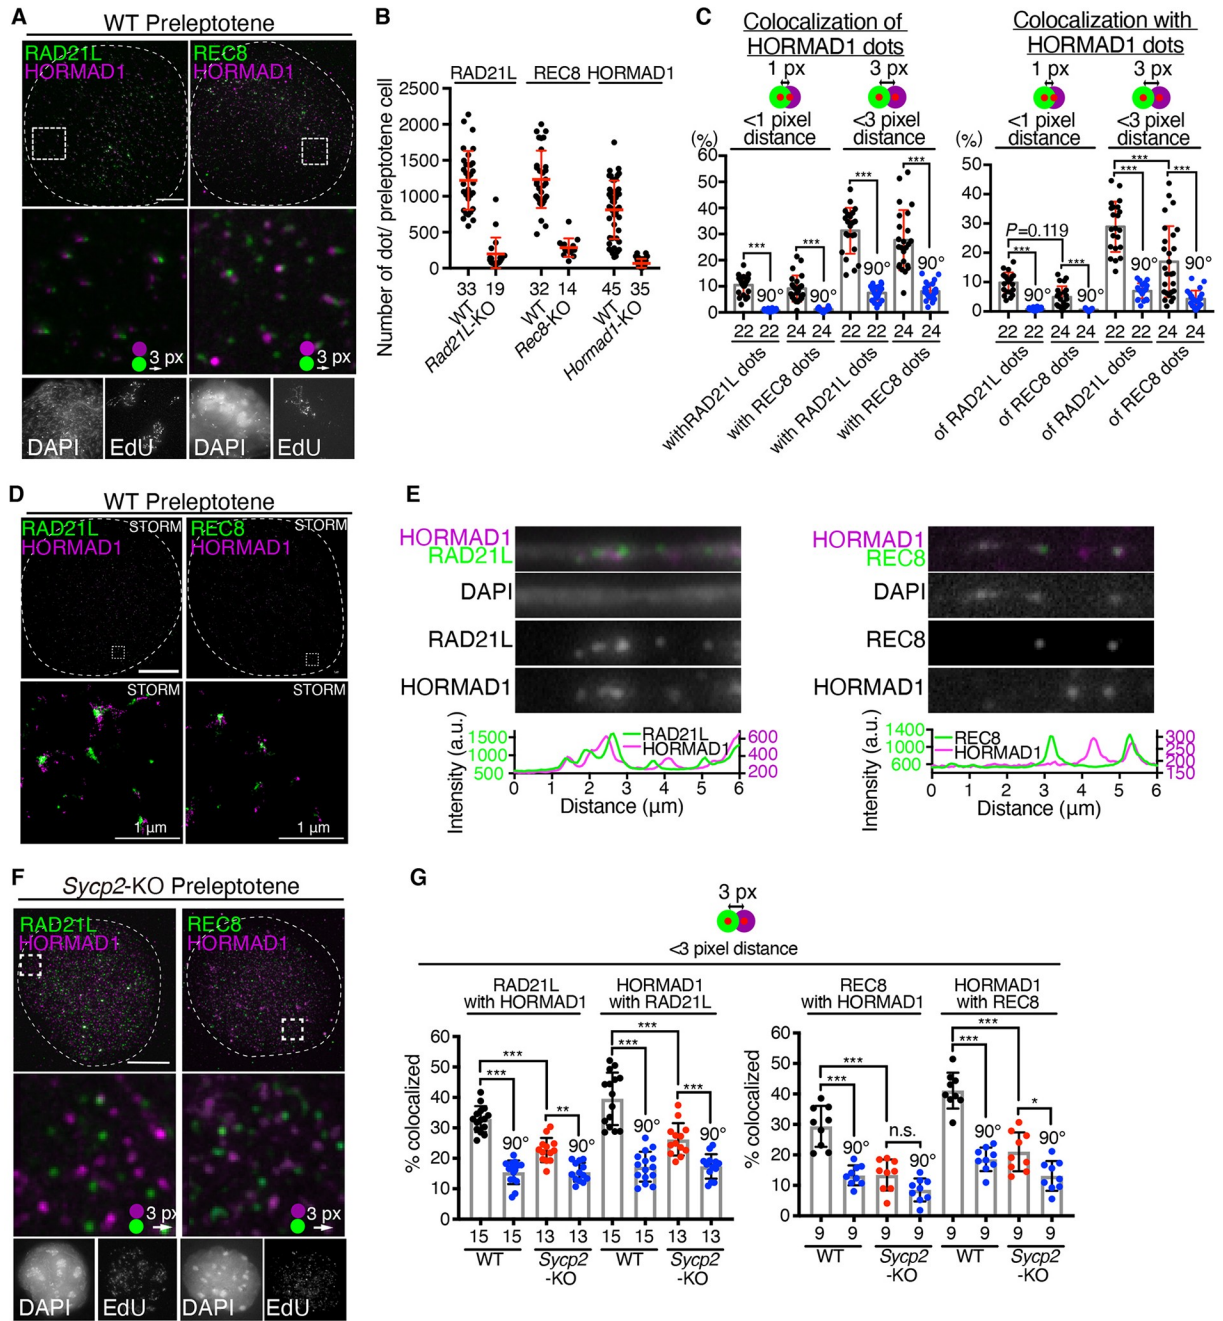 A
WT Preleptotene
RAD21L
HORMAD1
REC8
HORMAD1
3 px
3 px
DAPI
EdU
DAPI
EdU
B
RAD21L
REC8
HORMAD1
Number of dot/ preleptotene cell
2500
2000
1500
1000
500
0
33 19 32 14 45 35
WT
Rad21L-KO
WT
Rec8-KO
WT
Hormad1-KO
C
Colocalization of
HORMAD1 dots
1 px
3 px
<1 pixel
distance
<3 pixel
distance
(%)
60
50
40
30
20
10
0
*** *** *** ***
90° 90° 90° 90°
22 22 24 24 22 22 24 24
withRAD21L dots
with REC8 dots
with RAD21L dots
with REC8 dots
Colocalization with
HORMAD1 dots
1 px
3 px
<1 pixel
distance
<3 pixel
distance
(%)
50
40
30
20
10
0
P=0.119
***
*** *** *** ***
90° 90° 90° 90°
22 22 24 24 22 22 24 24
of RAD21L dots
of REC8 dots
of RAD21L dots
of REC8 dots
D
WT Preleptotene
RAD21L
HORMAD1
STORM
REC8
HORMAD1
STORM
STORM
1 µm
STORM
1 µm
E
HORMAD1
RAD21L
DAPI
RAD21L
HORMAD1
Intensity (a.u.)
1500
1000
500
RAD21L
HORMAD1
600
400
200
0 1 2 3 4 5 6
Distance (µm)
HORMAD1
REC8
DAPI
REC8
HORMAD1
Intensity (a.u.)
1400
1000
600
REC8
HORMAD1
300
250
200
150
0 1 2 3 4 5 6
Distance (µm)
F
Sycp2-KO Preleptotene
RAD21L
HORMAD1
REC8
HORMAD1
3 px
3 px
DAPI
EdU
DAPI
EdU
G
3 px
<3 pixel distance
RAD21L
with HORMAD1
HORMAD1
with RAD21L
% colocalized
60
50
40
30
20
10
0
*** ***
*** ** *** ***
90° 90° 90° 90°
15 15 13 13 15 15 13 13
WT
Sycp2
-KO
WT
Sycp2
-KO
REC8
with HORMAD1
HORMAD1
with REC8
% colocalized
60
50
40
30
20
10
0
*** ***
*** n.s. *** *
90° 90° 90° 90°
9 9 9 9 9 9 9 9
WT
Sycp2
-KO
WT
Sycp2
-KO